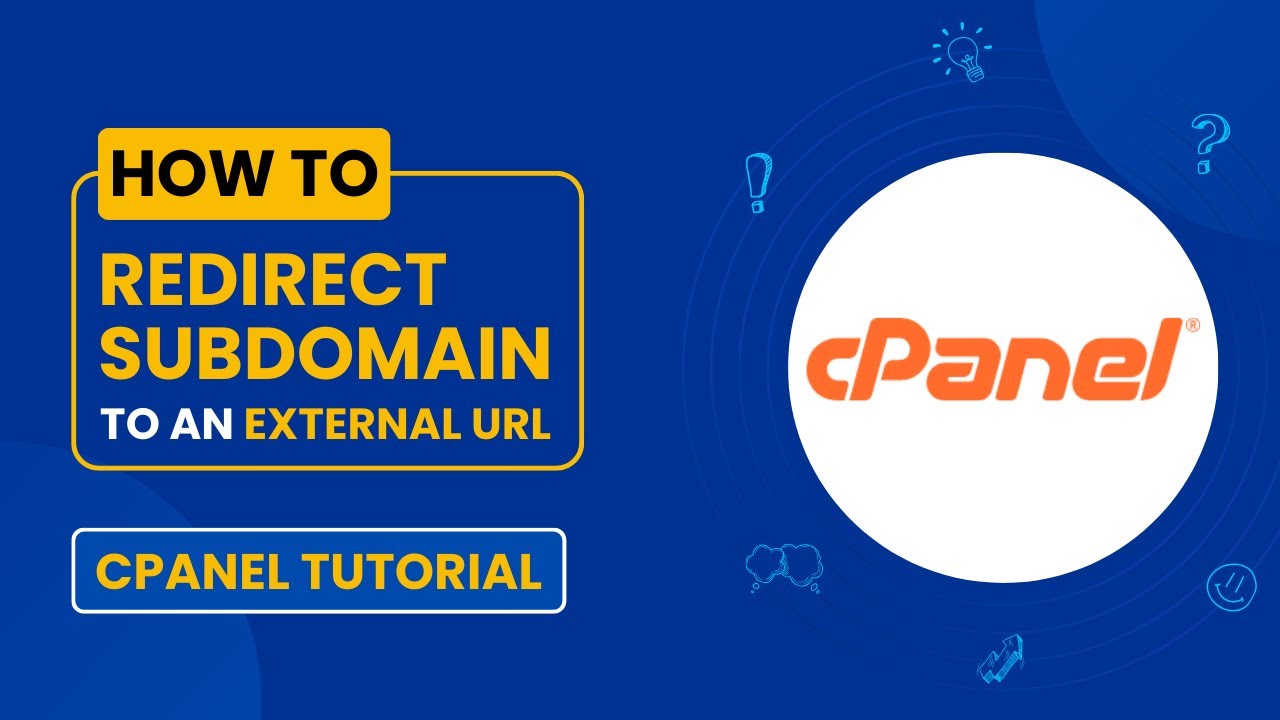 HOW TO
REDIRECT
SUBDOMAIN
TO AN EXTERNAL URL
CPANEL TUTORIAL
cPanel®